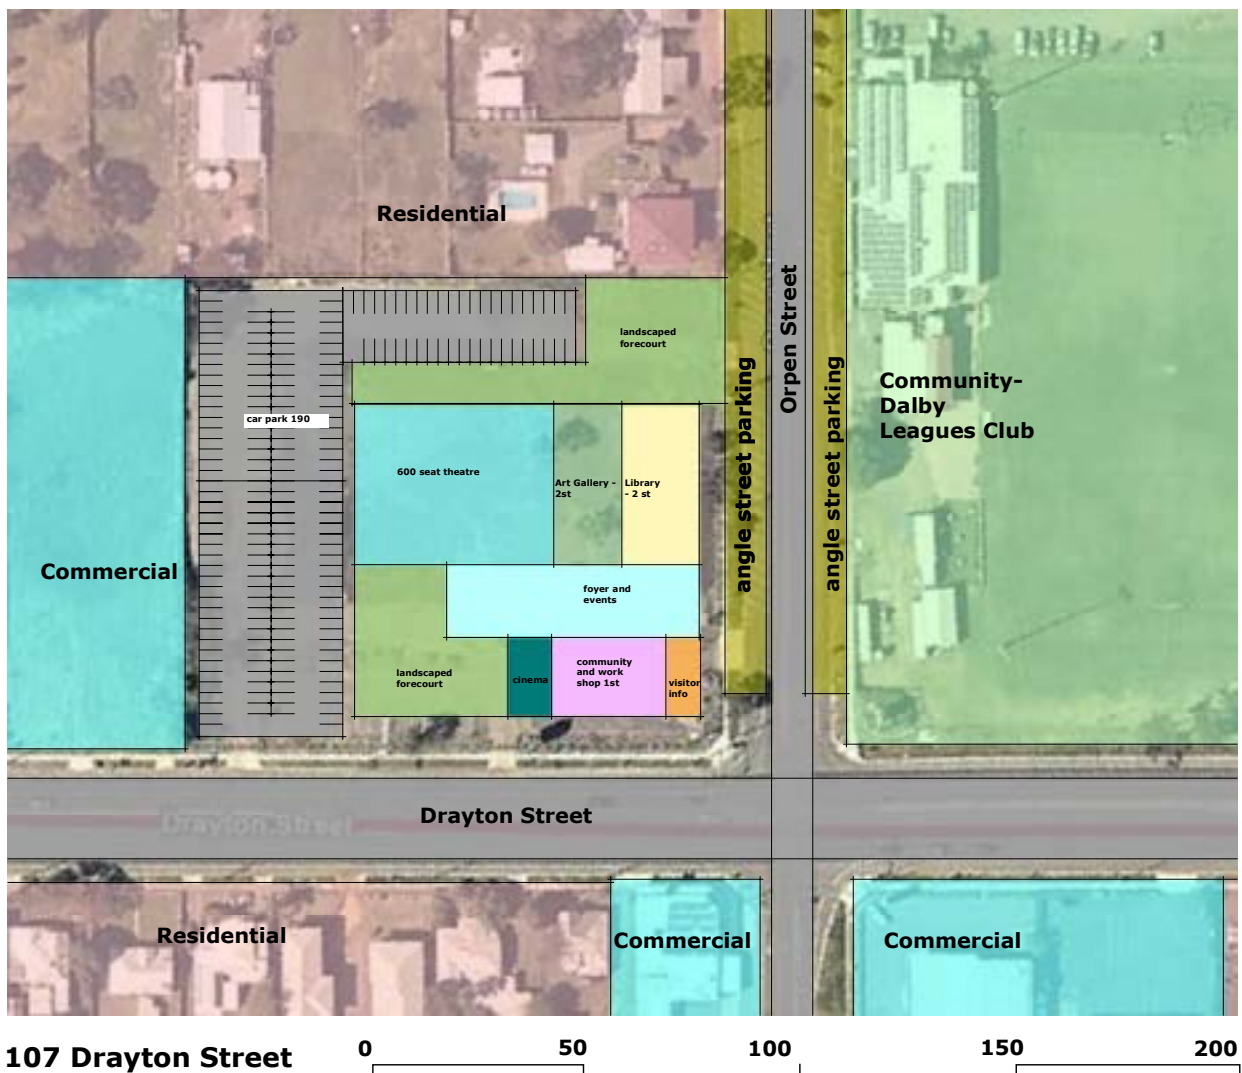 Residential
landscaped
forecourt
Orpen Street
angle street parking
angle street parking
Community-
Dalby
Leagues Club
car park 190
600 seat theatre
Art Gallery -
2st
Library
- 2 st
Commercial
foyer and
events
landscaped
forecourt
cinema
community
and work
shop 1st
visitor
info
Drayton Street
Drayton Street
Residential
Commercial
Commercial
107 Drayton Street
0 50 100 150 200